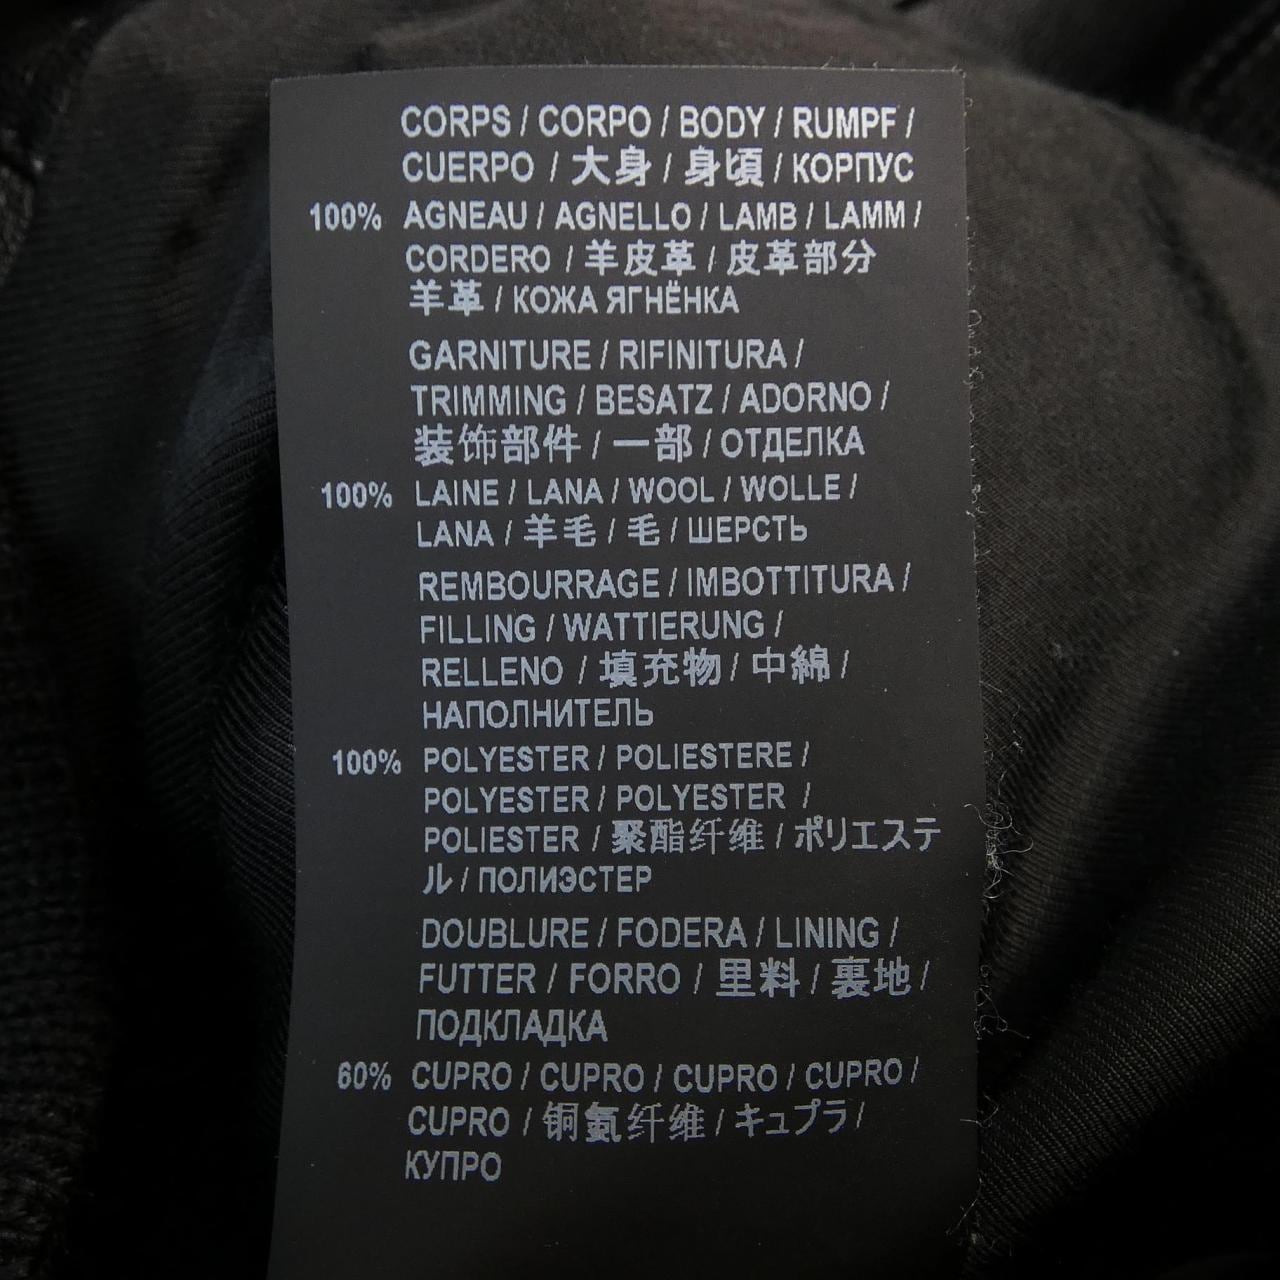 CORPS / CORPO / BODY / RUMPF /
CUERPO / 大身 / 身頃 / КОРПУС
100% AGNEAU / AGNELLO / LAMB / LAMM /
CORDERO / 羊皮革 / 皮革部分
羊革 / КОЖА ЯГНЁНКА
GARNITURE / RIFINITURA /
TRIMMING / BESATZ / ADORNO /
装饰部件 / 一部 / ОТДЕЛКА
100% LAINE / LANA / WOOL / WOLLE /
LANA / 羊毛 / 毛 / ШЕРСТЬ
REMBOURRAGE / IMBOTTITURA /
FILLING / WATTIERUNG /
RELLENO / 填充物 / 中綿 /
НАПОЛНИТЕЛЬ
100% POLYESTER / POLIESTERE /
POLYESTER / POLYESTER /
POLIESTER / 聚酯纤维 / ポリエステ
ル / ПОЛИЭСТЕР
DOUBLURE / FODERA / LINING /
FUTTER / FORRO / 里料 / 裏地 /
ПОДКЛАДКА
60% CUPRO / CUPRO / CUPRO / CUPRO /
CUPRO / 铜氨纤维 / キュプラ /
КУПРО